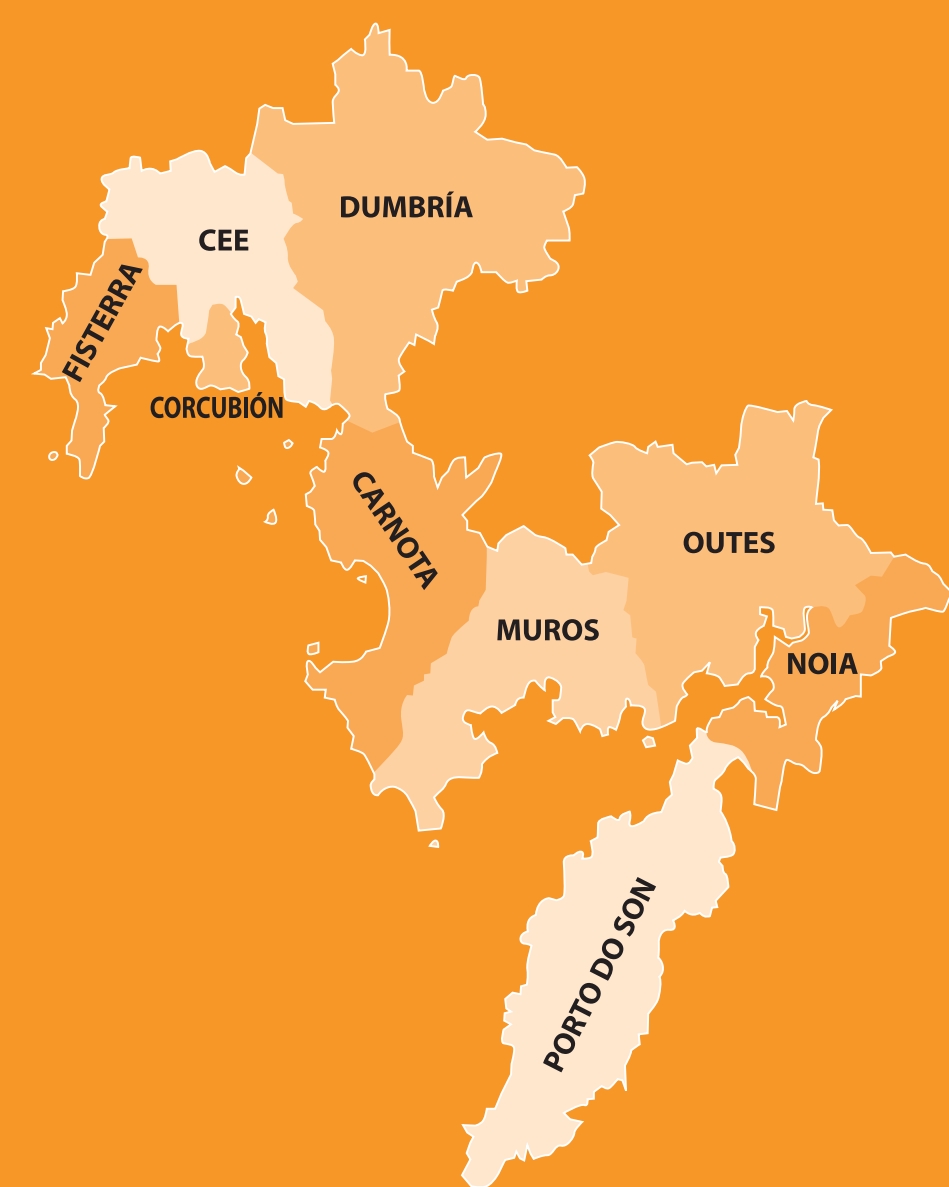 DUMBRÍA
CEE
FISTERRA
CORCUBIÓN
CARNOTA
OUTES
MUROS
NOIA
PORTO DO SON